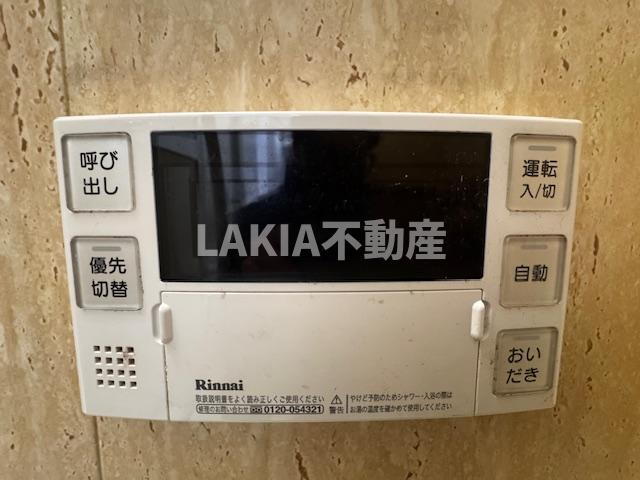 呼び
出し
運転
入/切
LAKIA不動産
優先
切替
自動
おい
だき
Rinnai
取扱説明書をよく読み正しくご使用ください
修理のお問い合わせ 0120-054321
警告
やけど予防のためシャワー・入浴の際は
お湯の温度を確かめて使用してください